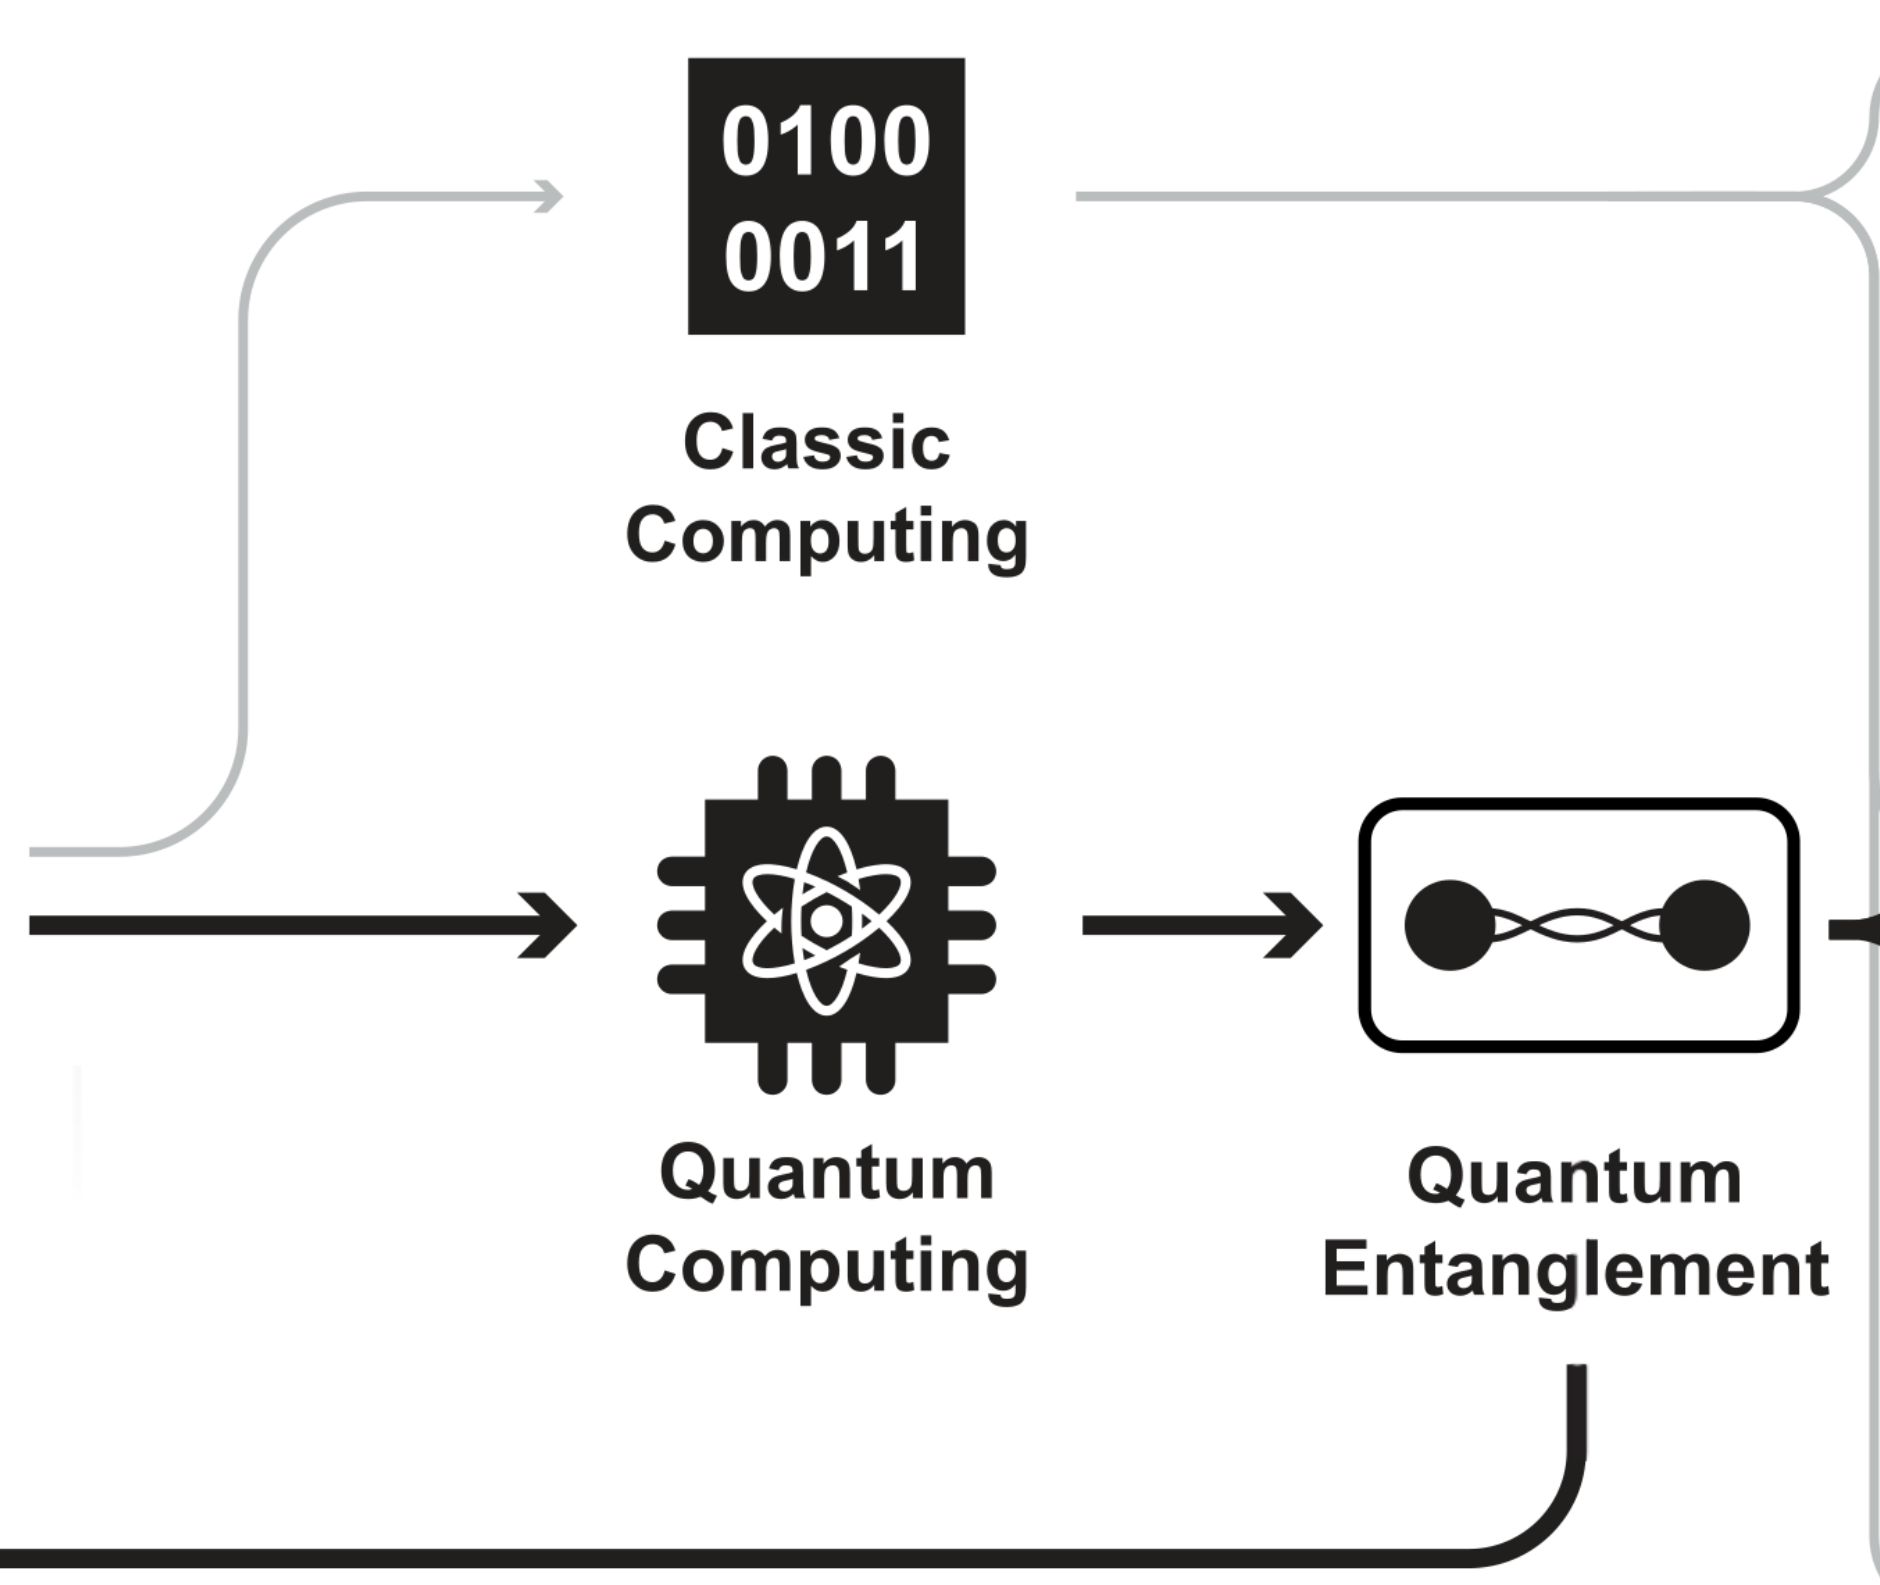 0100
0011
Classic
Computing
Quantum
Computing
Quantum
Entanglement